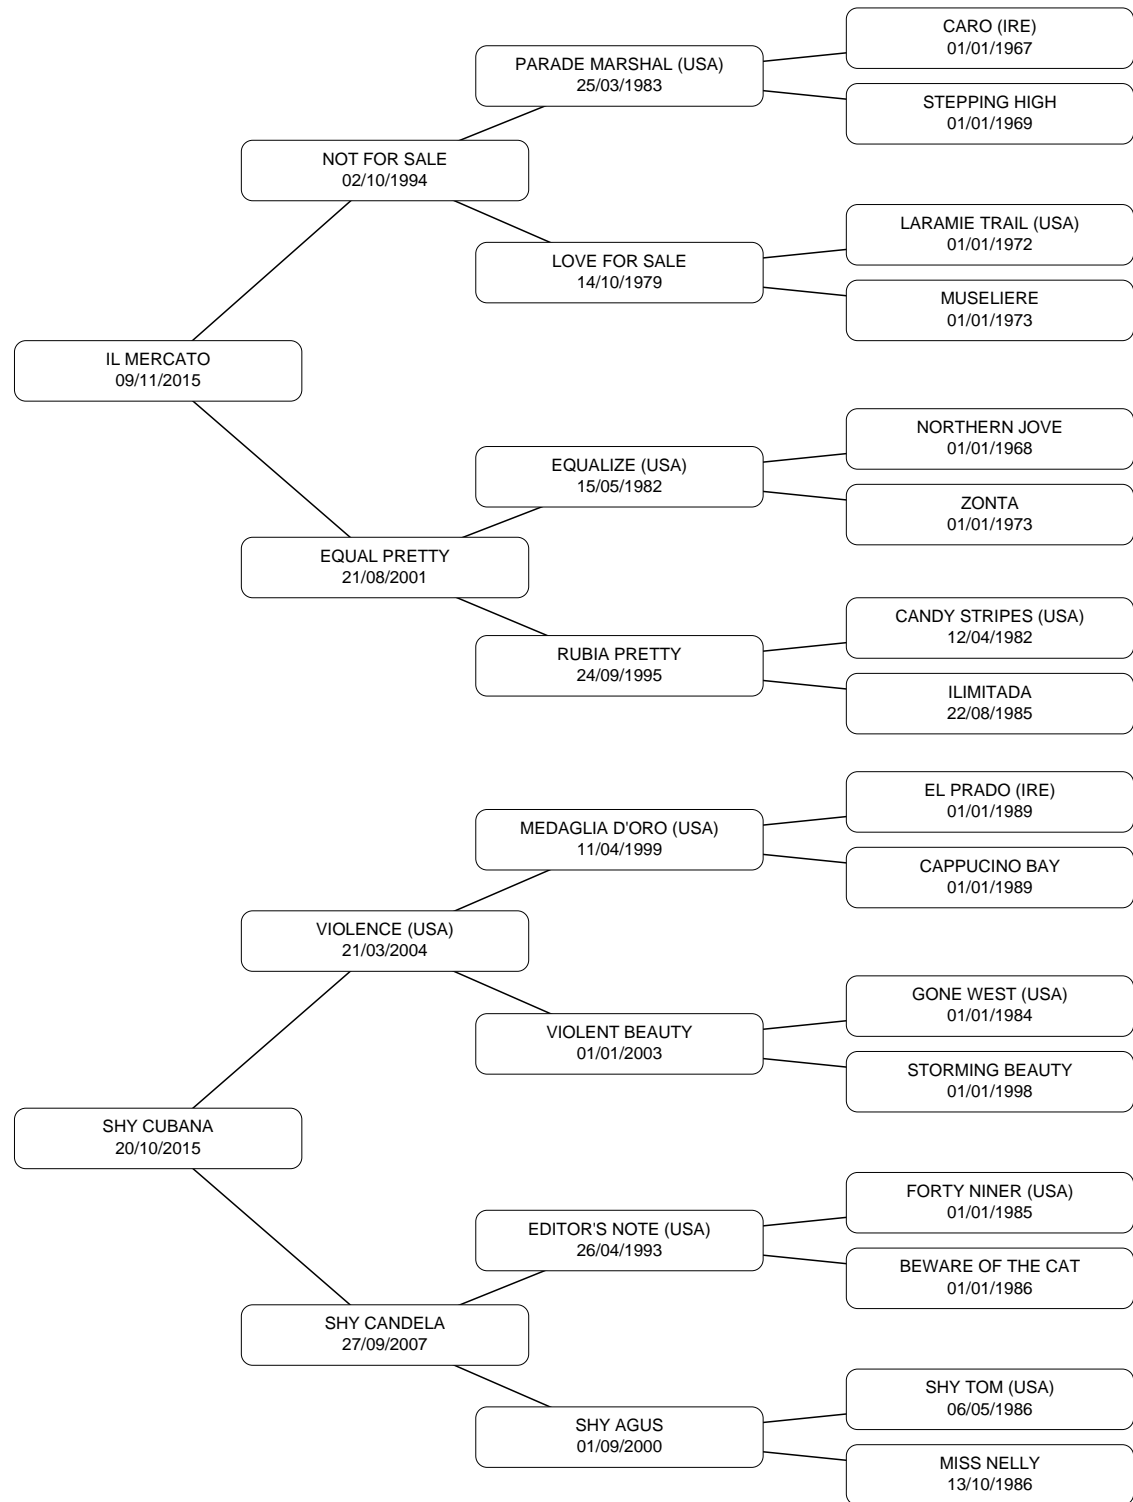 CARO (IRE)
01/01/1967
PARADE MARSHAL (USA)
25/03/1983
STEPPING HIGH
01/01/1969
NOT FOR SALE
02/10/1994
LARAMIE TRAIL (USA)
01/01/1972
LOVE FOR SALE
14/10/1979
MUSELIERE
01/01/1973
IL MERCATO
09/11/2015
NORTHERN JOVE
01/01/1968
EQUALIZE (USA)
15/05/1982
ZONTA
01/01/1973
EQUAL PRETTY
21/08/2001
CANDY STRIPES (USA)
12/04/1982
RUBIA PRETTY
24/09/1995
ILIMITADA
22/08/1985
EL PRADO (IRE)
01/01/1989
MEDAGLIA D'ORO (USA)
11/04/1999
CAPPUCINO BAY
01/01/1989
VIOLENCE (USA)
21/03/2004
GONE WEST (USA)
01/01/1984
VIOLENT BEAUTY
01/01/2003
STORMING BEAUTY
01/01/1998
SHY CUBANA
20/10/2015
FORTY NINER (USA)
01/01/1985
EDITOR'S NOTE (USA)
26/04/1993
BEWARE OF THE CAT
01/01/1986
SHY CANDELA
27/09/2007
SHY TOM (USA)
06/05/1986
SHY AGUS
01/09/2000
MISS NELLY
13/10/1986